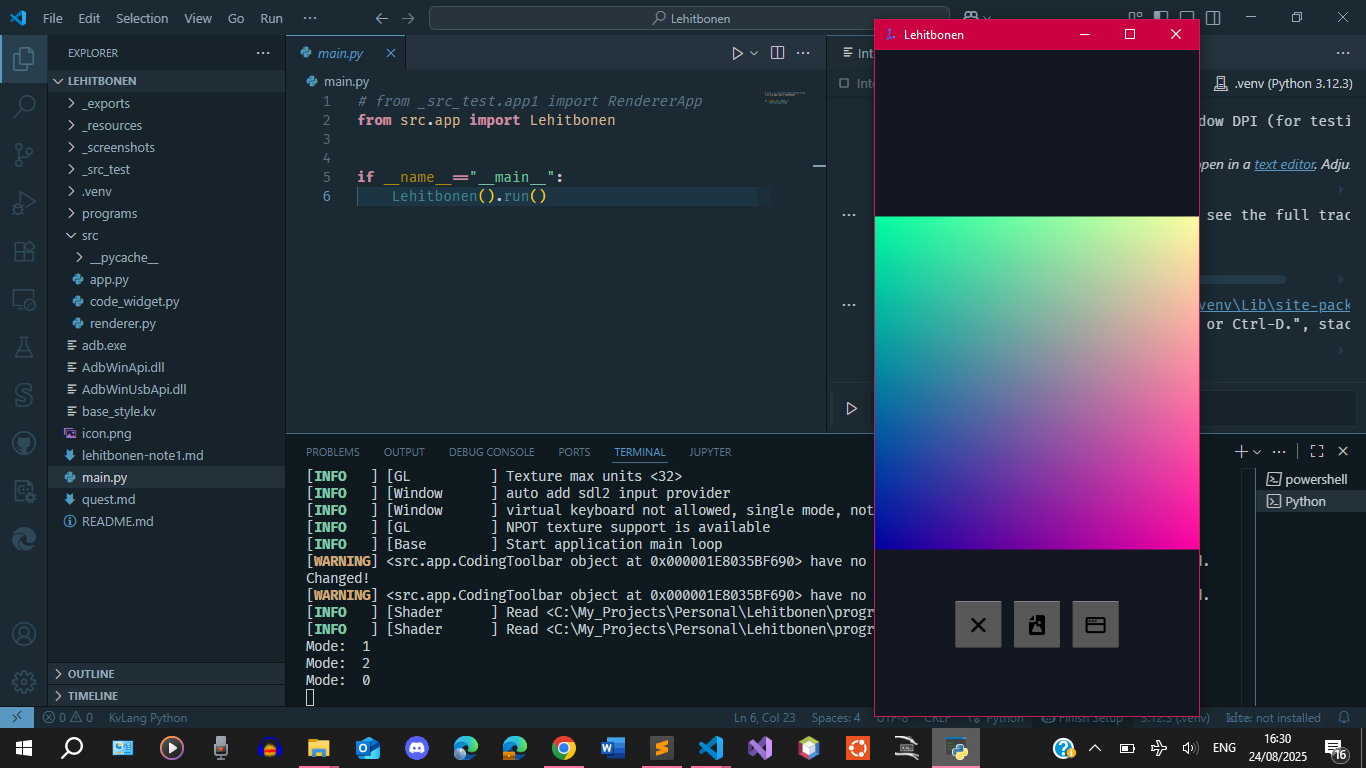 File Edit Selection View Go Run ···
Lehitbonen
Lehitbonen
EXPLORER
LEHITBONEN
_exports
_resources
_screenshots
_src_test
.venv
programs
src
__pycache__
app.py
code_widget.py
renderer.py
adb.exe
AdbWinApi.dll
AdbWinUsbApi.dll
base_style.kv
icon.png
lehitbonen-note1.md
main.py
quest.md
README.md
OUTLINE
TIMELINE
main.py
main.py
1 # from _src_test.app1 import RendererApp
2 from src.app import Lehitbonen
3
4
5 if __name__=="__main__":
6 Lehitbonen().run()
Int
Inte
.venv (Python 3.12.3)
dow DPI (for testi
open in a text editor. Adjus
see the full trac
venv\Lib\site-pack
or Ctrl-D.", stac
PROBLEMS OUTPUT DEBUG CONSOLE TERMINAL PORTS JUPYTER
[INFO ] [GL ] Texture max units <32>
[INFO ] [Window ] auto add sdl2 input provider
[INFO ] [Window ] virtual keyboard not allowed, single mode, not
[INFO ] [GL ] NPOT texture support is available
[INFO ] [Base ] Start application main loop
[WARNING] <src.app.CodingToolbar object at 0x000001E8035BF690> have no
d.
Changed!
[WARNING] <src.app.CodingToolbar object at 0x000001E8035BF690> have no
d.
[INFO ] [Shader ] Read <C:\My_Projects\Personal\Lehitbonen\progr
[INFO ] [Shader ] Read <C:\My_Projects\Personal\Lehitbonen\progr
Mode: 1
Mode: 2
Mode: 0
powershell
Python
0 0 KvLang Python
Ln 6, Col 23 Spaces: 4 UTF-8 CRLF Python Finish Setup 3.12.3 (.venv) kite: not installed
ENG
16:30
24/08/2025
16